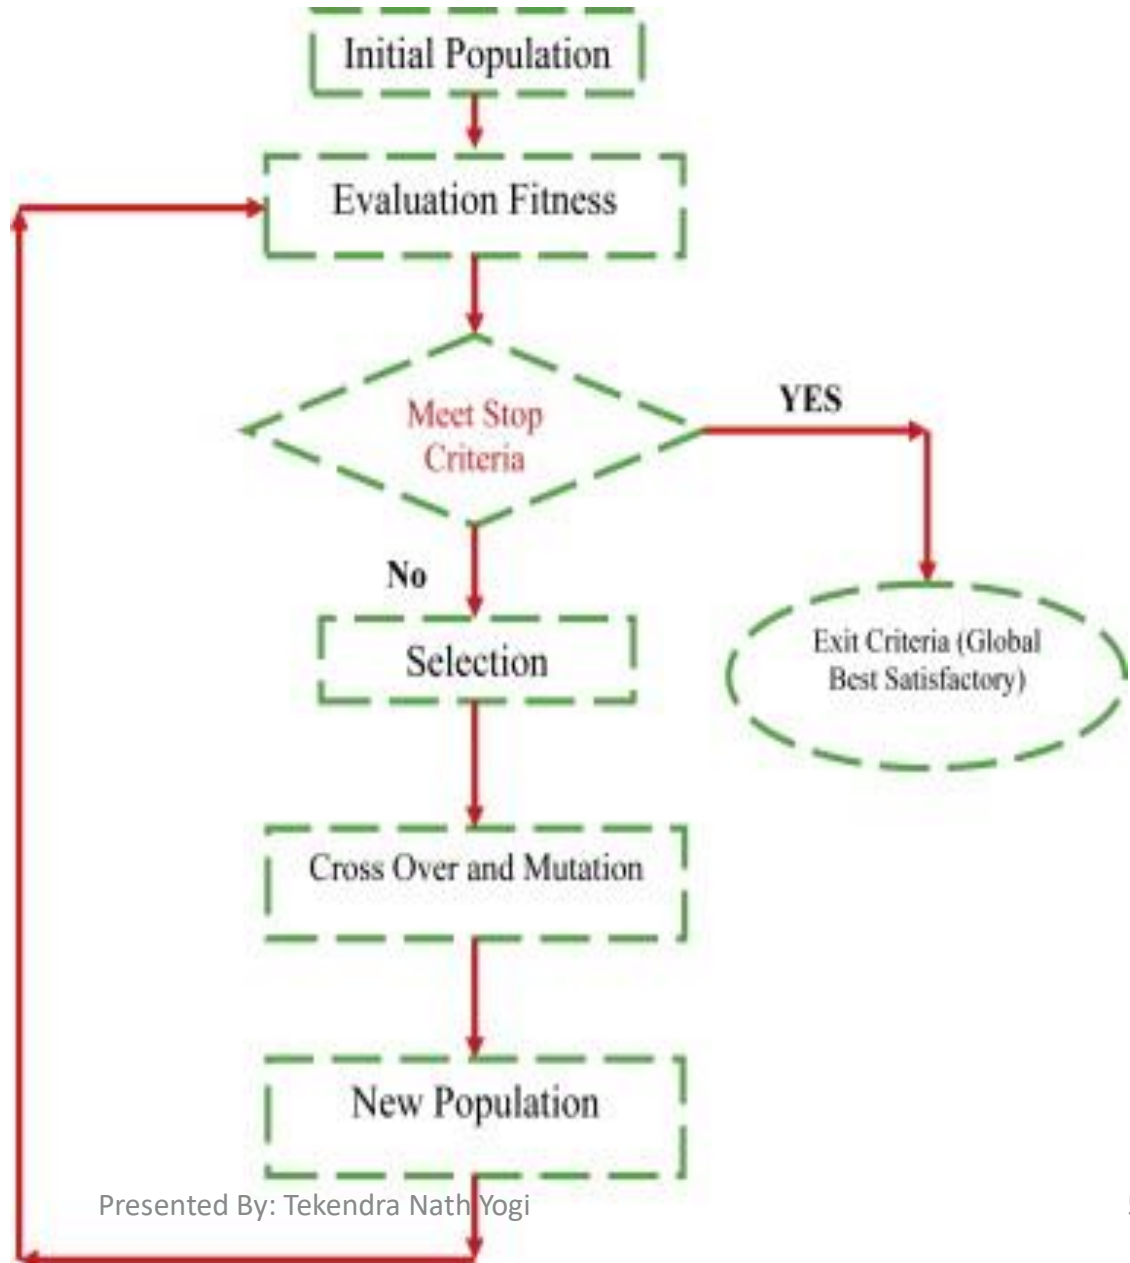 Initial Population
Evaluation Fitness
Meet Stop
Criteria
YES
No
Selection
Exit Criteria (Global
Best Satisfactory)
Cross Over and Mutation
New Population
Presented By: Tekendra Nath Yogi